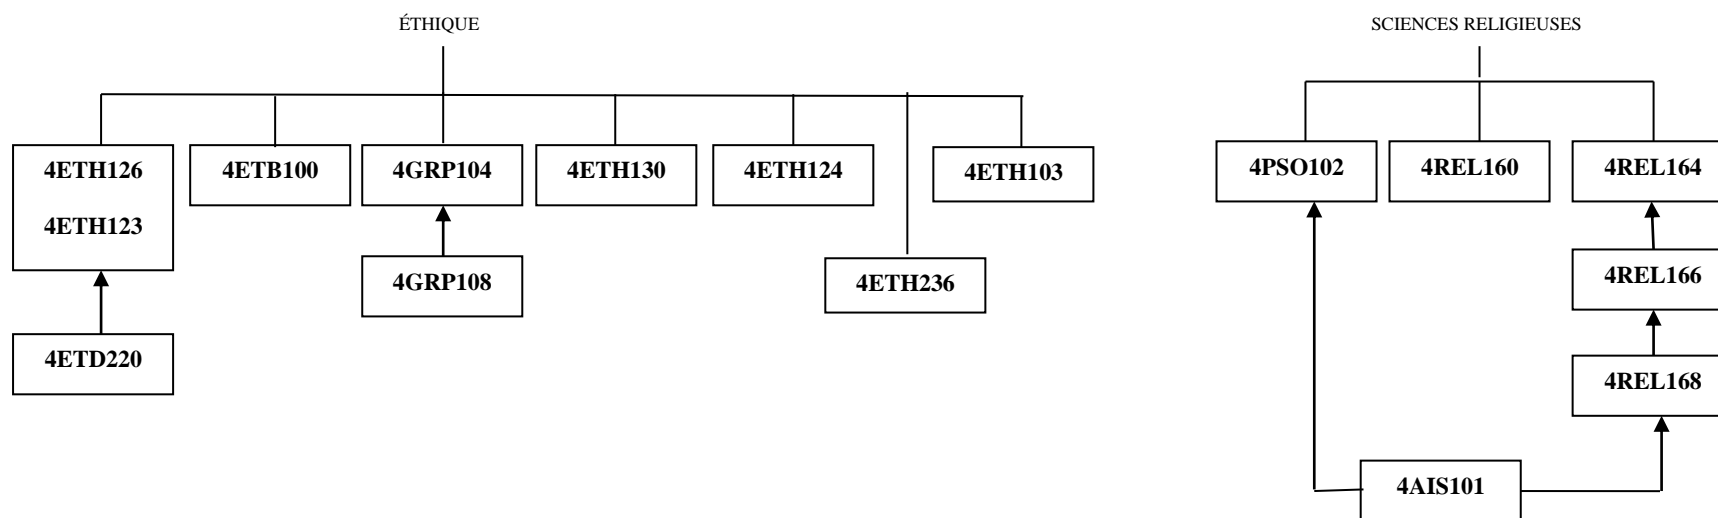 ÉTHIQUE
SCIENCES RELIGIEUSES
4ETH126
4ETH123
4ETB100
4GRP104
4ETH130
4ETH124
4ETH103
4PSO102
4REL160
4REL164
4GRP108
4ETH236
4REL166
4ETD220
4REL168
4AIS101